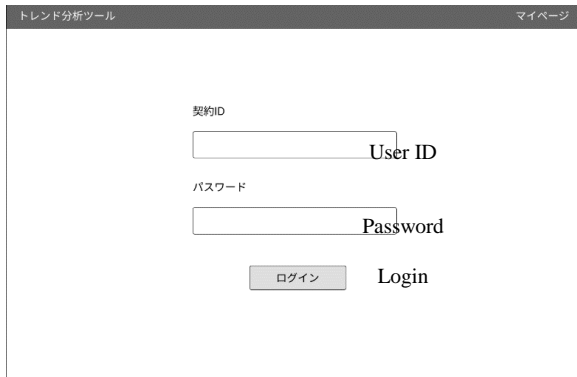 トレンド分析ツール マイページ
契約ID
User ID
パスワード
Password
ログイン Login